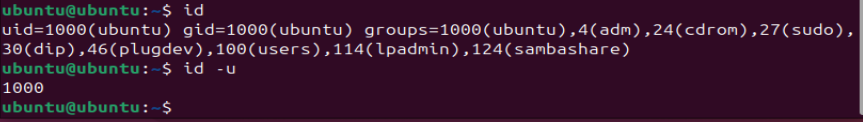 ubuntu@ubuntu:~$ id
uid=1000(ubuntu) gid=1000(ubuntu) groups=1000(ubuntu),4(adm),24(cdrom),27(sudo),
30(dip),46(plugdev),100(users),114(lpadmin),124(sambashare)
ubuntu@ubuntu:~$ id -u
1000
ubuntu@ubuntu:~$